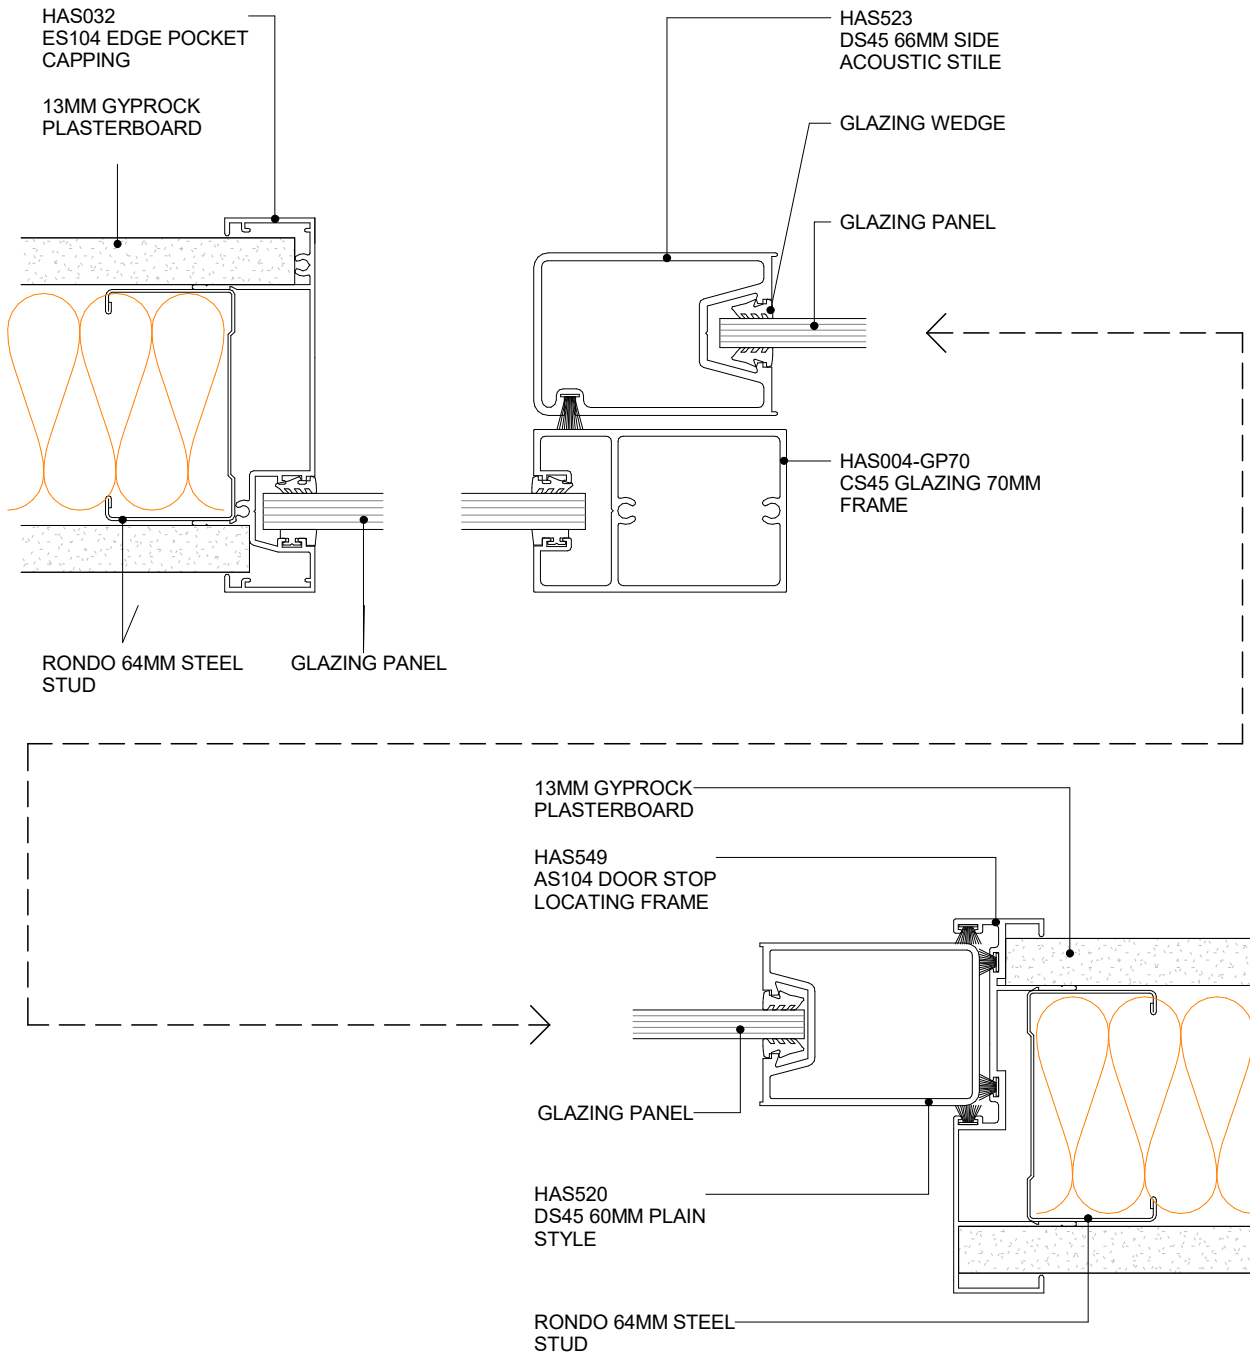 HAS032
ES104 EDGE POCKET
CAPPING
13MM GYPROCK
PLASTERBOARD
HAS523
DS45 66MM SIDE
ACOUSTIC STILE
GLAZING WEDGE
GLAZING PANEL
HAS004-GP70
CS45 GLAZING 70MM
FRAME
RONDO 64MM STEEL
STUD
GLAZING PANEL
13MM GYPROCK
PLASTERBOARD
HAS549
AS104 DOOR STOP
LOCATING FRAME
GLAZING PANEL
HAS520
DS45 60MM PLAIN
STYLE
RONDO 64MM STEEL
STUD